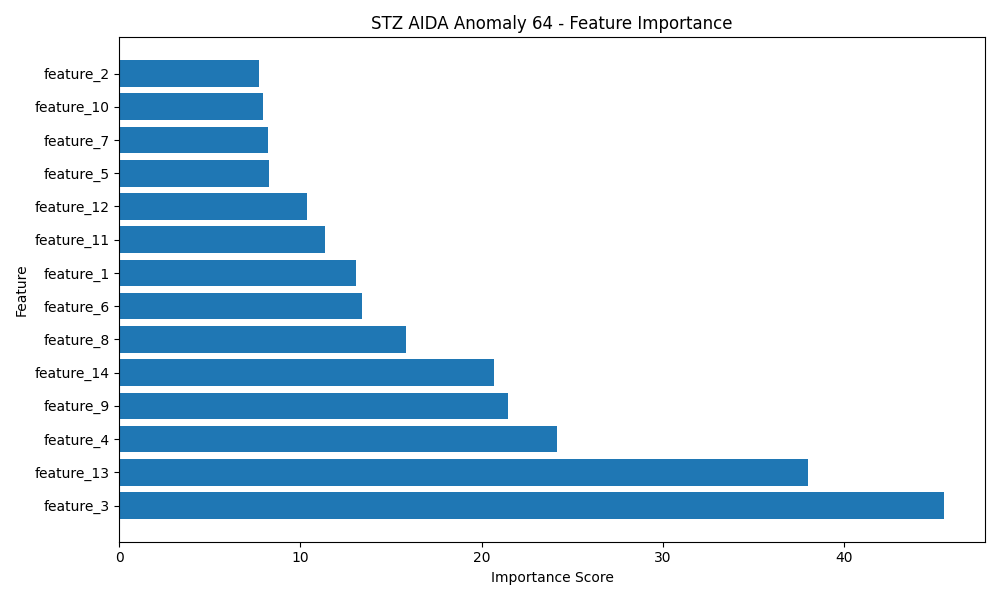 STZ AIDA Anomaly 64 - Feature Importance
feature_2
feature_10
feature_7
feature_5
feature_12
feature_11
feature_1
feature_6
feature_8
feature_14
feature_9
feature_4
feature_13
feature_3
Feature
0 10 20 30 40
Importance Score